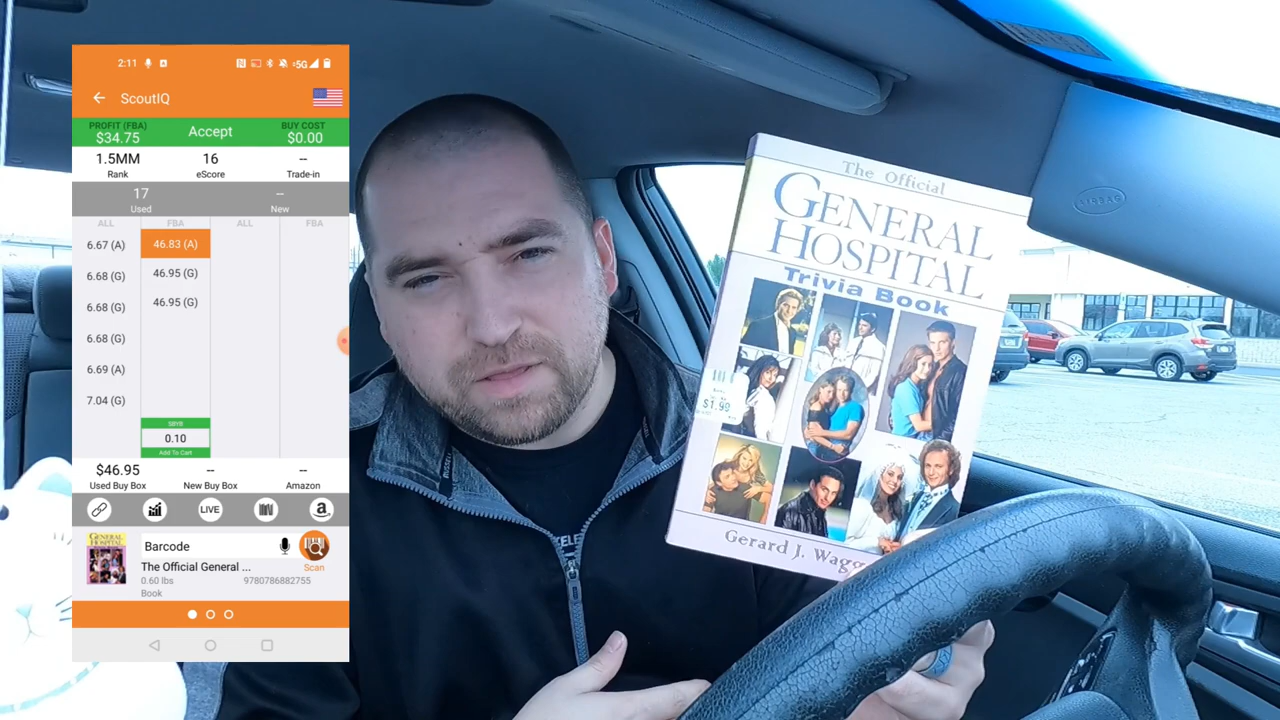 2:11
5G
ScoutIQ
PROFIT (FBA)
$34.75
Accept
BUY COST
$0.00
1.5MM
Rank
16
eScore
--
Trade-in
17
Used
--
New
ALL
FBA
ALL
FBA
6.67 (A)
46.83 (A)
6.68 (G)
46.95 (G)
6.68 (G)
46.95 (G)
6.68 (G)
6.69 (A)
7.04 (G)
SBYB
0.10
Add To Cart
$46.95
Used Buy Box
--
New Buy Box
--
Amazon
LIVE
a
GENERAL
HOSPITAL
Barcode
Scan
The Official General ...
0.60 lbs
9780786882755
Book
The Official
GENERAL
HOSPITAL
Trivia Book
$1.99
Gerard J. Wagg
AIRBAG